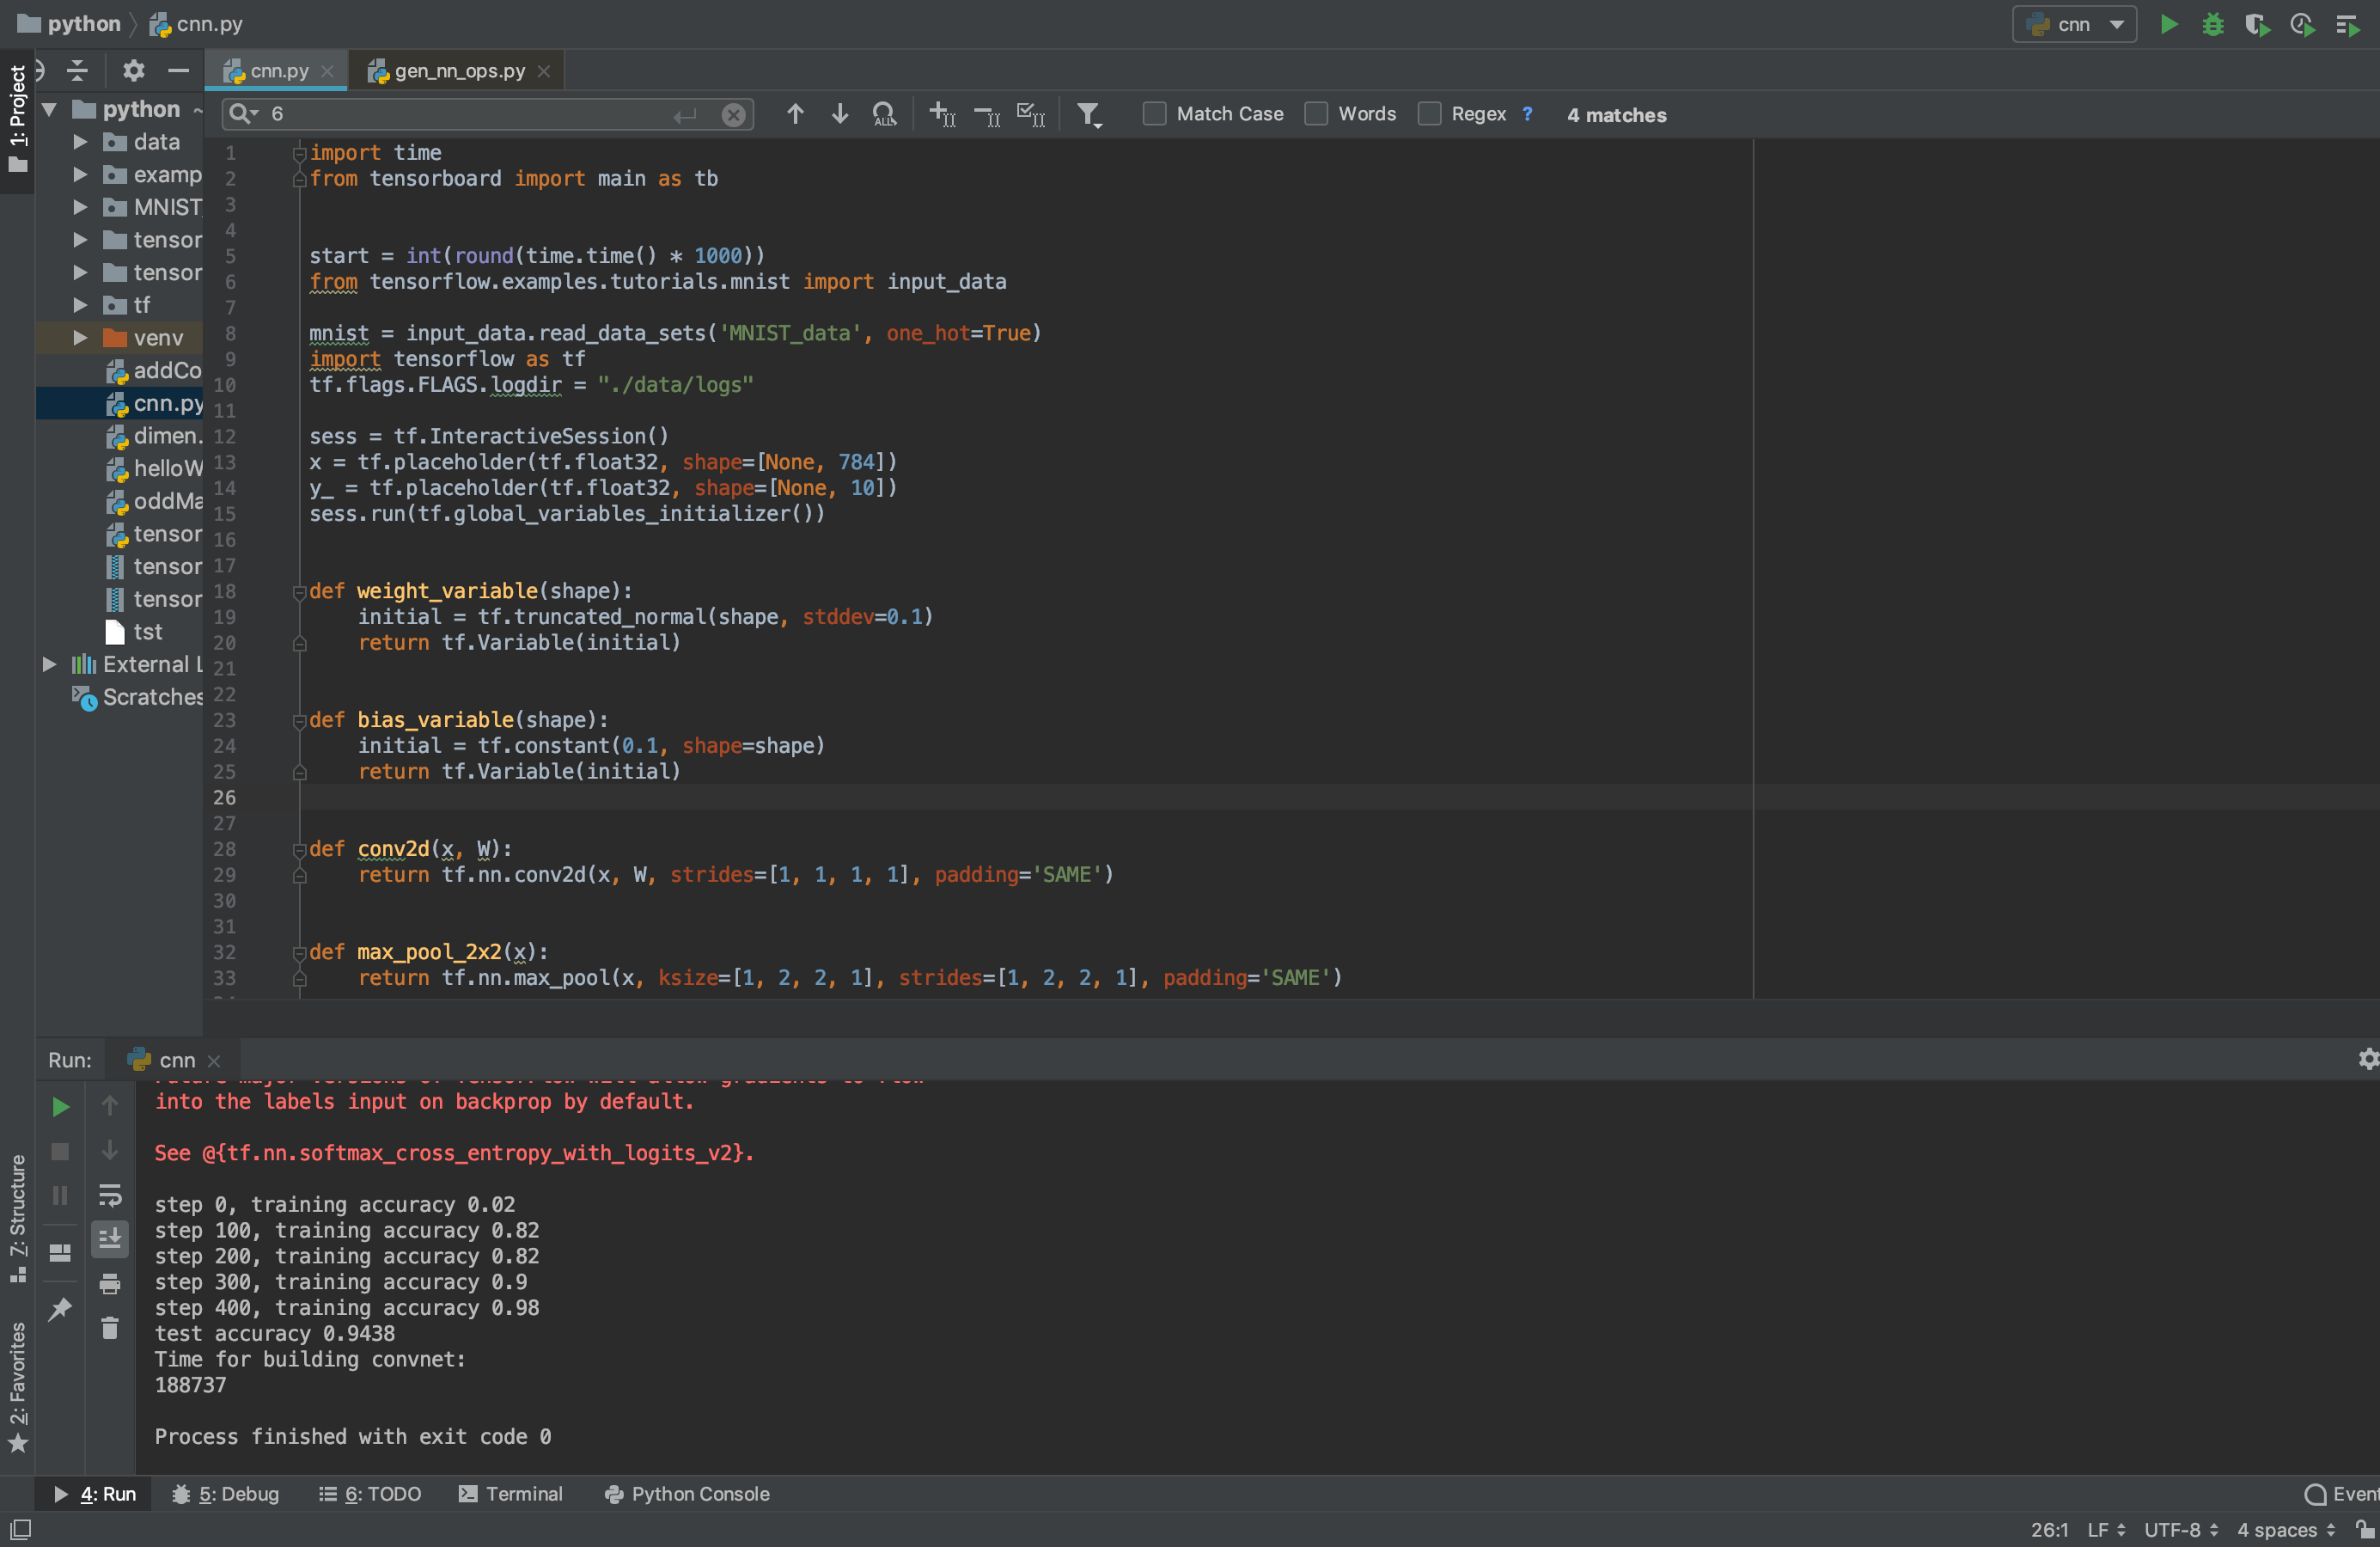 python
cnn.py
cnn
1: Project
cnn.py
gen_nn_ops.py
python ~
6
Match Case
Words
Regex
?
4 matches
data
examp
MNIST_
tensor
tensor
tf
venv
addCo
cnn.py
dimen.
helloW
oddMa
tensor
tensor
tensor
tst
External L
Scratches
1 import time
2 from tensorboard import main as tb
3
4
5 start = int(round(time.time() * 1000))
6 from tensorflow.examples.tutorials.mnist import input_data
7
8 mnist = input_data.read_data_sets('MNIST_data', one_hot=True)
9 import tensorflow as tf
10 tf.flags.FLAGS.logdir = "./data/logs"
11
12 sess = tf.InteractiveSession()
13 x = tf.placeholder(tf.float32, shape=[None, 784])
14 y_ = tf.placeholder(tf.float32, shape=[None, 10])
15 sess.run(tf.global_variables_initializer())
16
17
18 def weight_variable(shape):
19     initial = tf.truncated_normal(shape, stddev=0.1)
20     return tf.Variable(initial)
21
22
23 def bias_variable(shape):
24     initial = tf.constant(0.1, shape=shape)
25     return tf.Variable(initial)
26
27
28 def conv2d(x, W):
29     return tf.nn.conv2d(x, W, strides=[1, 1, 1, 1], padding='SAME')
30
31
32 def max_pool_2x2(x):
33     return tf.nn.max_pool(x, ksize=[1, 2, 2, 1], strides=[1, 2, 2, 1], padding='SAME')
Run:
cnn
Future major versions of TensorFlow will allow gradients to flow
into the labels input on backprop by default.
See @{tf.nn.softmax_cross_entropy_with_logits_v2}.
step 0, training accuracy 0.02
step 100, training accuracy 0.82
step 200, training accuracy 0.82
step 300, training accuracy 0.9
step 400, training accuracy 0.98
test accuracy 0.9438
Time for building convnet:
188737
Process finished with exit code 0
7: Structure
2: Favorites
4: Run
5: Debug
6: TODO
Terminal
Python Console
Event
26:1
LF
UTF-8
4 spaces